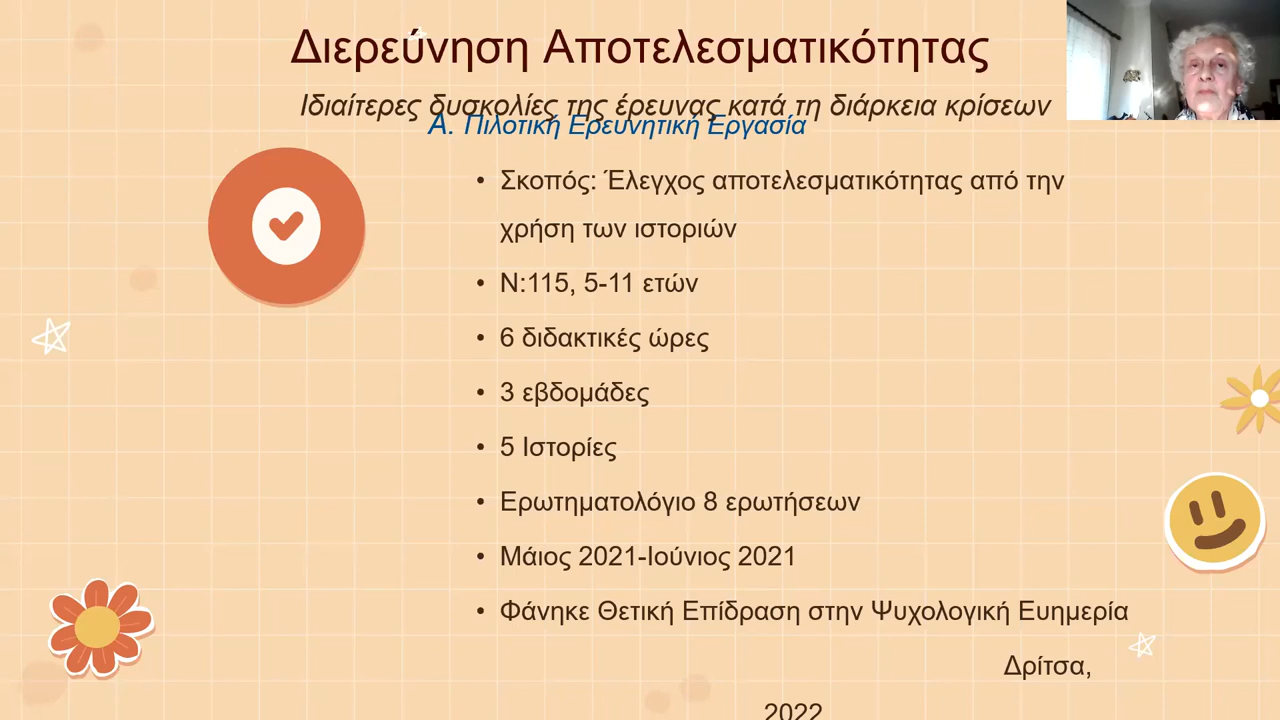 Διερεύνηση Αποτελεσματικότητας
Ιδιαίτερες δυσκολίες της έρευνας κατά τη διάρκεια κρίσεων
Α. Πιλοτική Ερευνητική Εργασία
• Σκοπός: Έλεγχος αποτελεσματικότητας από την
χρήση των ιστοριών
• Ν:115, 5-11 ετών
• 6 διδακτικές ώρες
• 3 εβδομάδες
• 5 Ιστορίες
• Ερωτηματολόγιο 8 ερωτήσεων
• Μάιος 2021-Ιούνιος 2021
• Φάνηκε Θετική Επίδραση στην Ψυχολογική Ευημερία
Δρίτσα,
2022